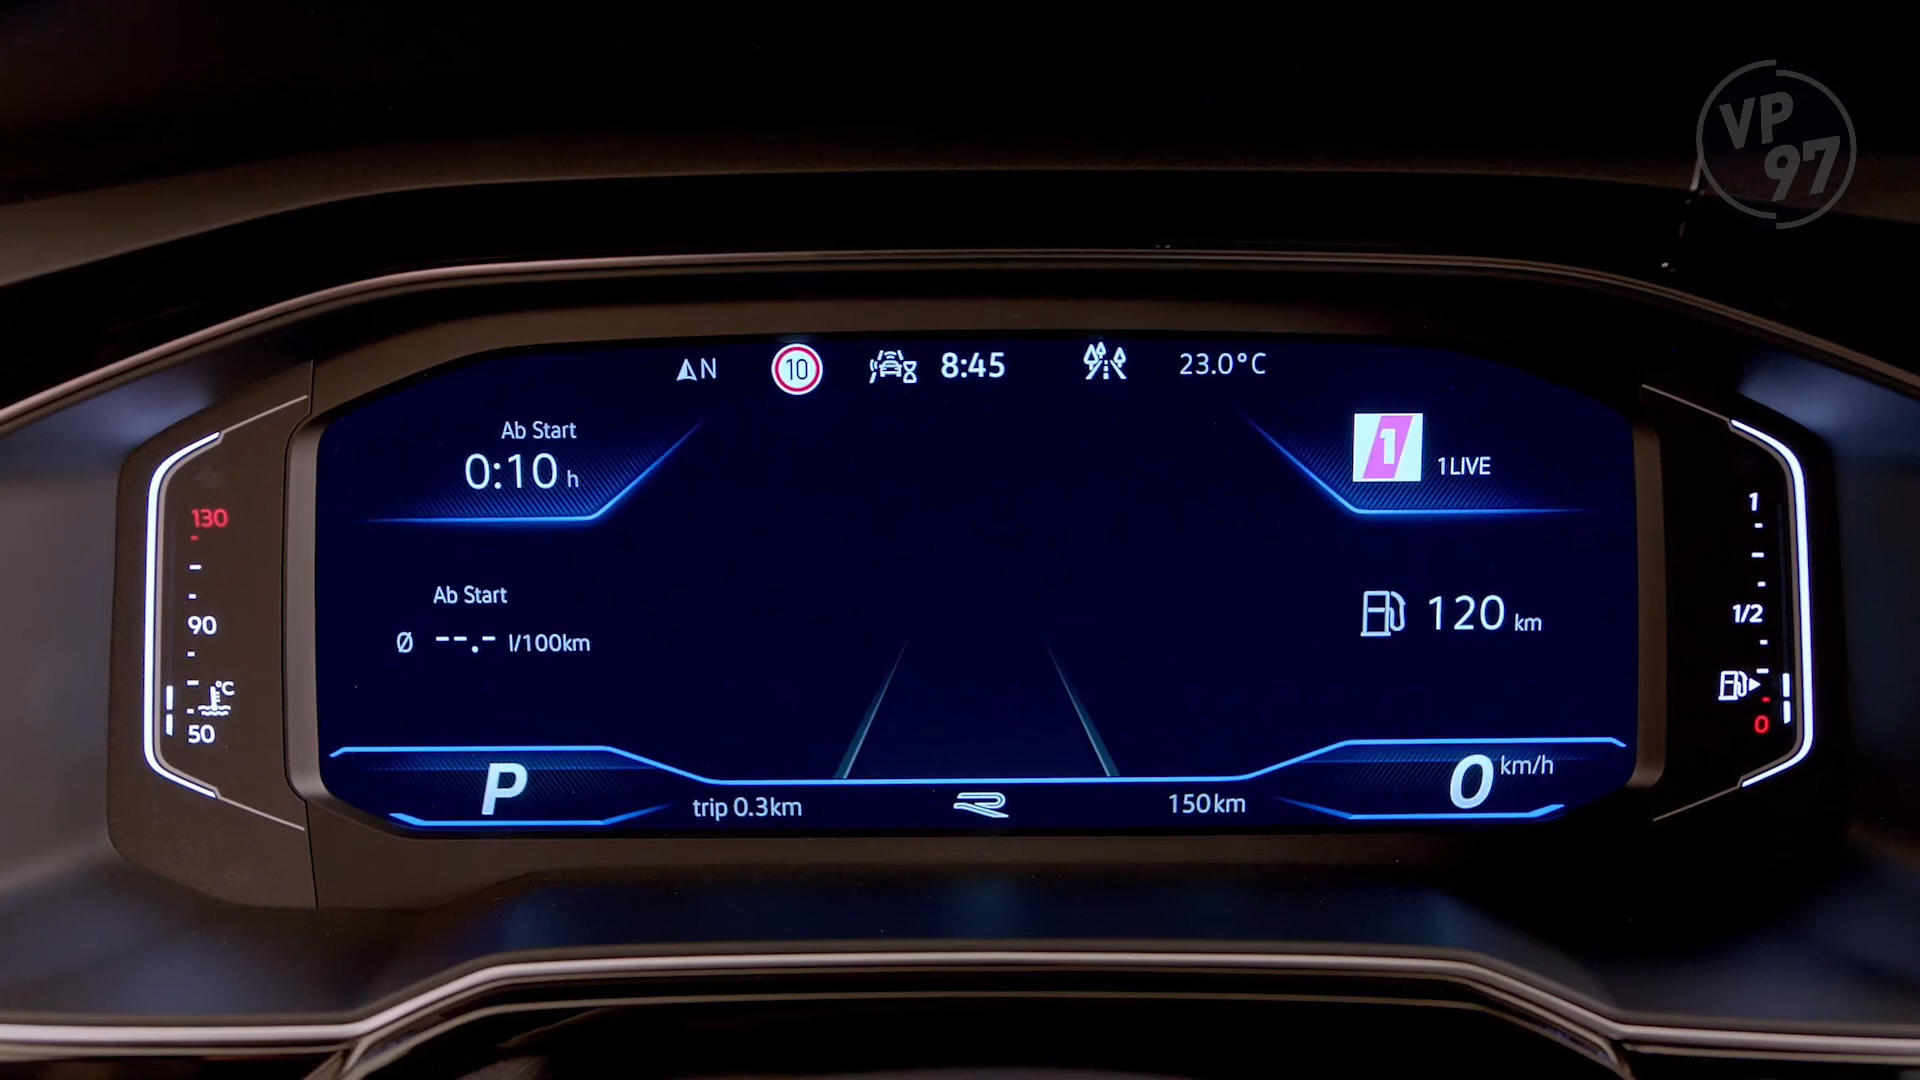 VP
97
N 10 8:45 23.0°C
Ab Start
0:10 h
1 1LIVE
130
90
°C
50
Ab Start
Ø --.- l/100km
120 km
1
1/2
0
P
0 km/h
trip 0.3km R 150km